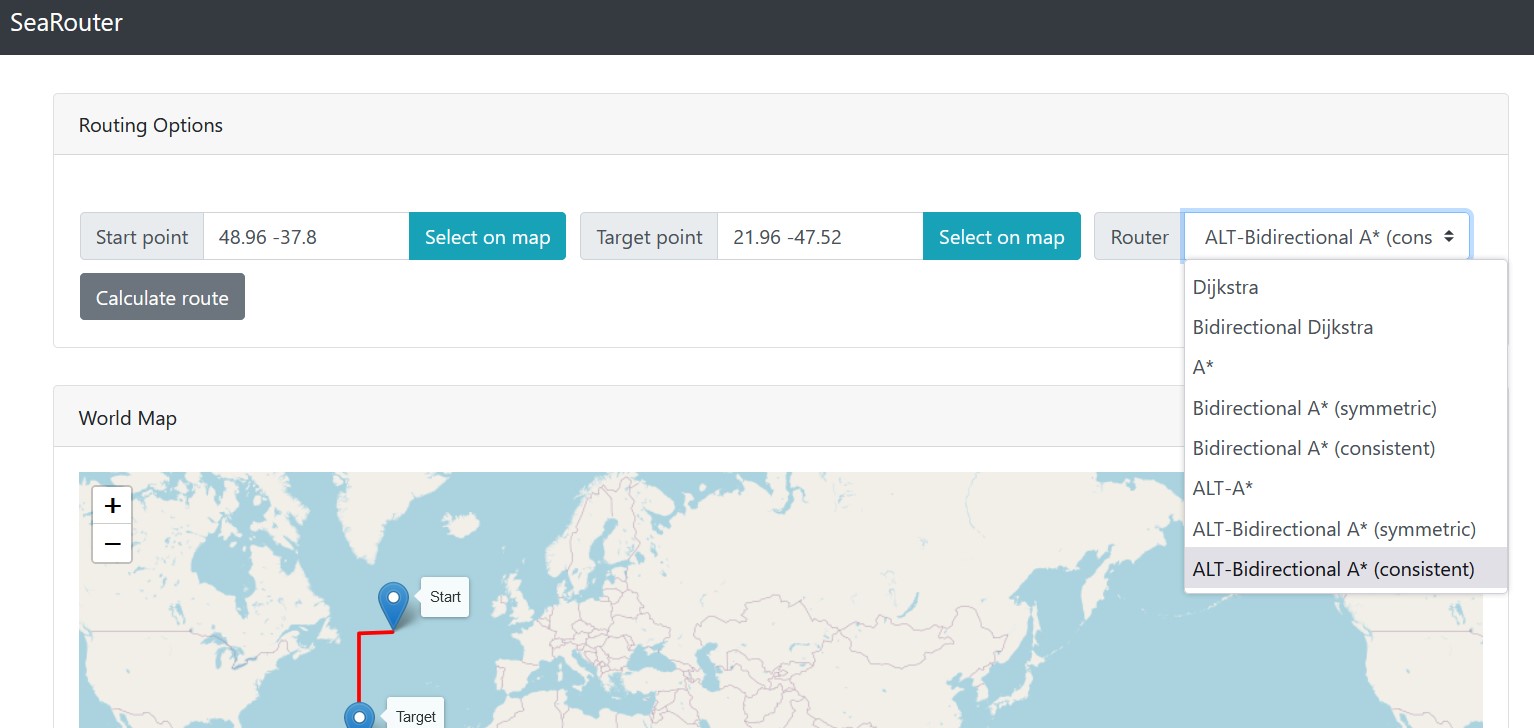 SeaRouter
Routing Options
Start point 48.96 -37.8 Select on map Target point 21.96 -47.52 Select on map Router ALT-Bidirectional A* (cons
Calculate route
Dijkstra
Bidirectional Dijkstra
A*
Bidirectional A* (symmetric)
Bidirectional A* (consistent)
ALT-A*
ALT-Bidirectional A* (symmetric)
ALT-Bidirectional A* (consistent)
World Map
+
−
Start
Target